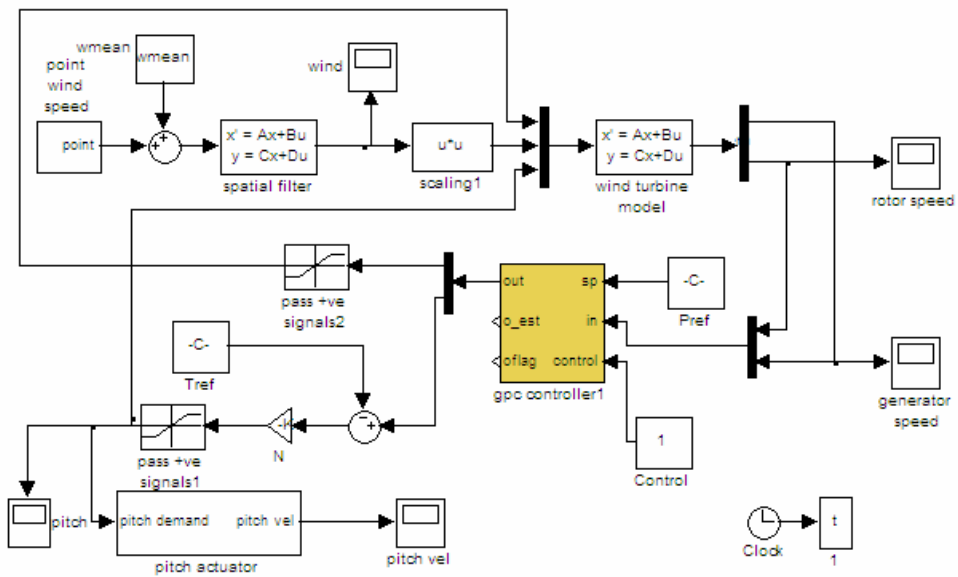 wmean
wmean
point
wind
speed
point
wind
x' = Ax+Bu
y = Cx+Du
spatial filter
u*u
scaling1
x' = Ax+Bu
y = Cx+Du
wind turbine
model
rotor speed
pass +ve
signals2
out
sp
o_est
in
oflag
control
gpc controller1
-C-
Pref
-C-
Tref
generator
speed
N
pass +ve
signals1
1
Control
pitch
pitch demand
pitch vel
pitch actuator
pitch vel
Clock
t
1